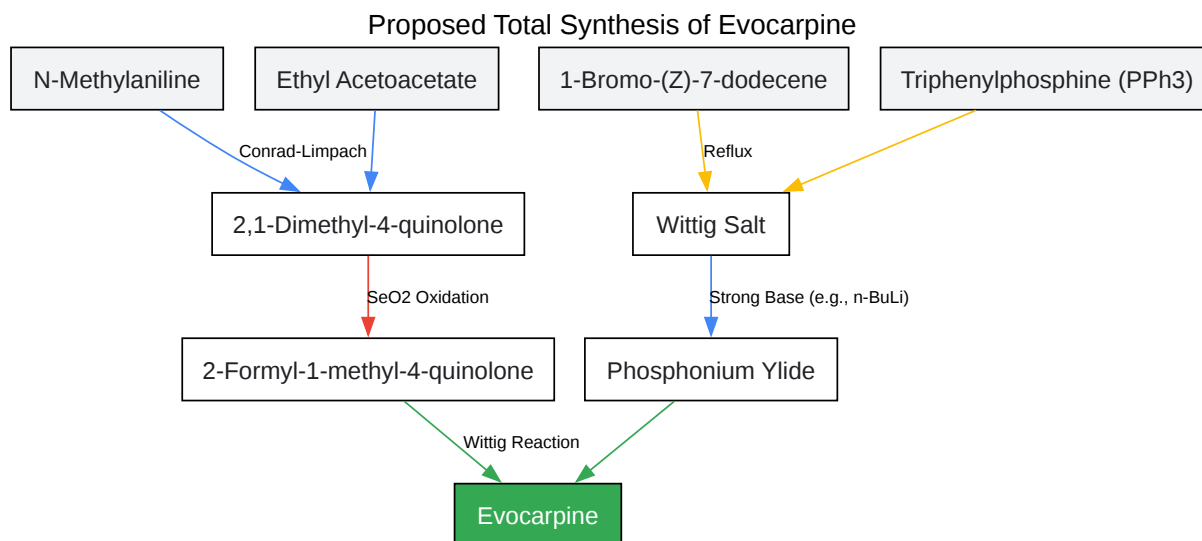 Proposed Total Synthesis of Evocarpine
N-Methylaniline
Ethyl Acetoacetate
1-Bromo-(Z)-7-dodecene
Triphenylphosphine (PPh3)
Conrad-Limpach
Reflux
2,1-Dimethyl-4-quinolone
Wittig Salt
SeO2 Oxidation
Strong Base (e.g., n-BuLi)
2-Formyl-1-methyl-4-quinolone
Phosphonium Ylide
Wittig Reaction
Evocarpine